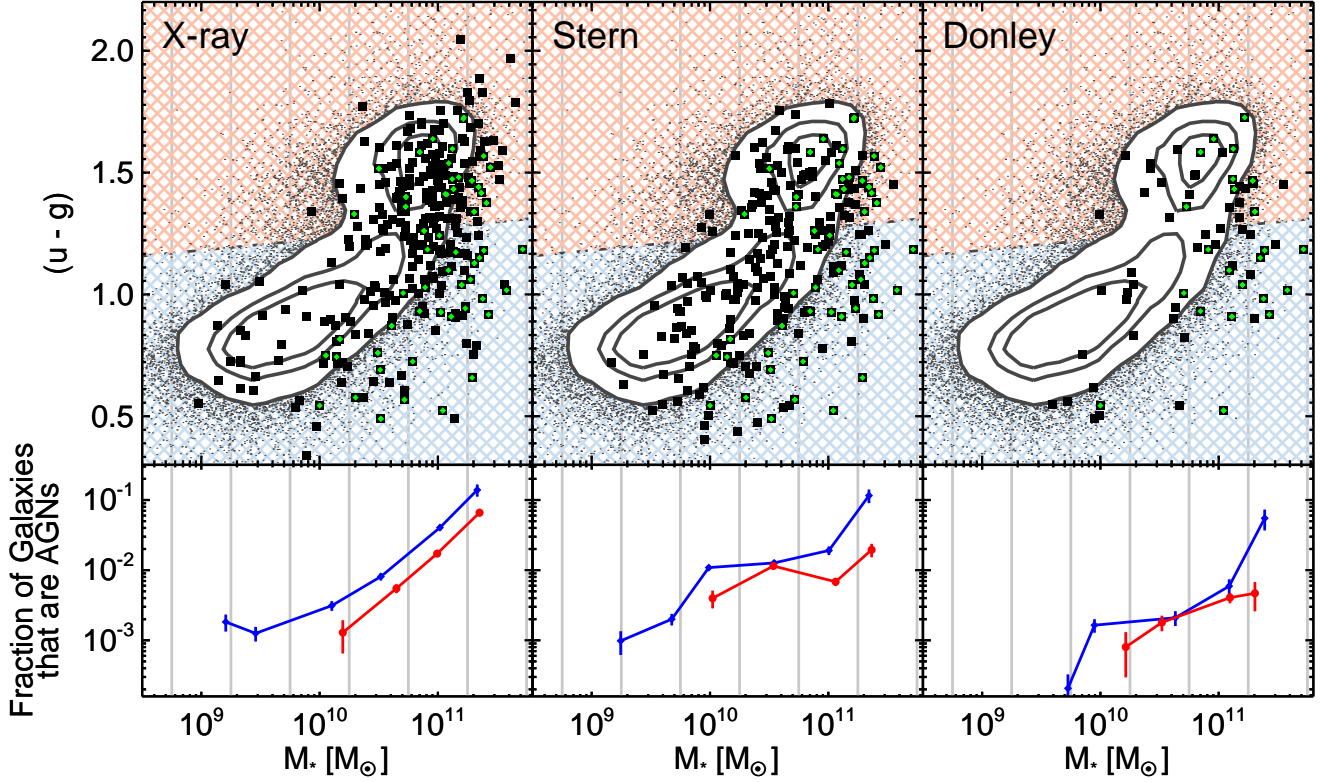 X-ray
Stern
Donley
2.0
1.5
1.0
0.5
(u - g)
10⁻¹
10⁻²
10⁻³
Fraction of Galaxies
that are AGNs
10⁹ 10¹⁰ 10¹¹
10⁹ 10¹⁰ 10¹¹
10⁹ 10¹⁰ 10¹¹
M* [M⊙]
M* [M⊙]
M* [M⊙]